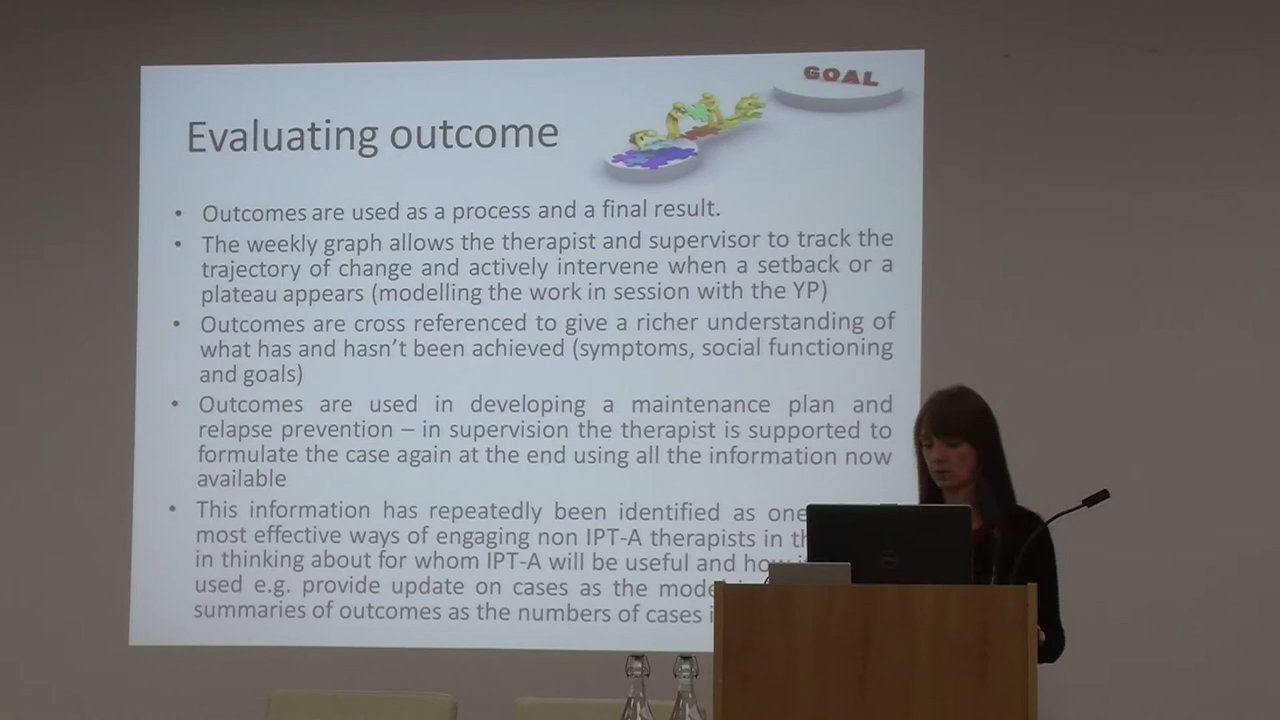 GOAL
Evaluating outcome
• Outcomes are used as a process and a final result.
• The weekly graph allows the therapist and supervisor to track the
trajectory of change and actively intervene when a setback or a
plateau appears (modelling the work in session with the YP)
• Outcomes are cross referenced to give a richer understanding of
what has and hasn't been achieved (symptoms, social functioning
and goals)
• Outcomes are used in developing a maintenance plan and
relapse prevention – in supervision the therapist is supported to
formulate the case again at the end using all the information now
available
• This information has repeatedly been identified as one
most effective ways of engaging non IPT-A therapists in
in thinking about for whom IPT-A will be useful and
used e.g. provide update on cases as the
summaries of outcomes as the numbers of cases